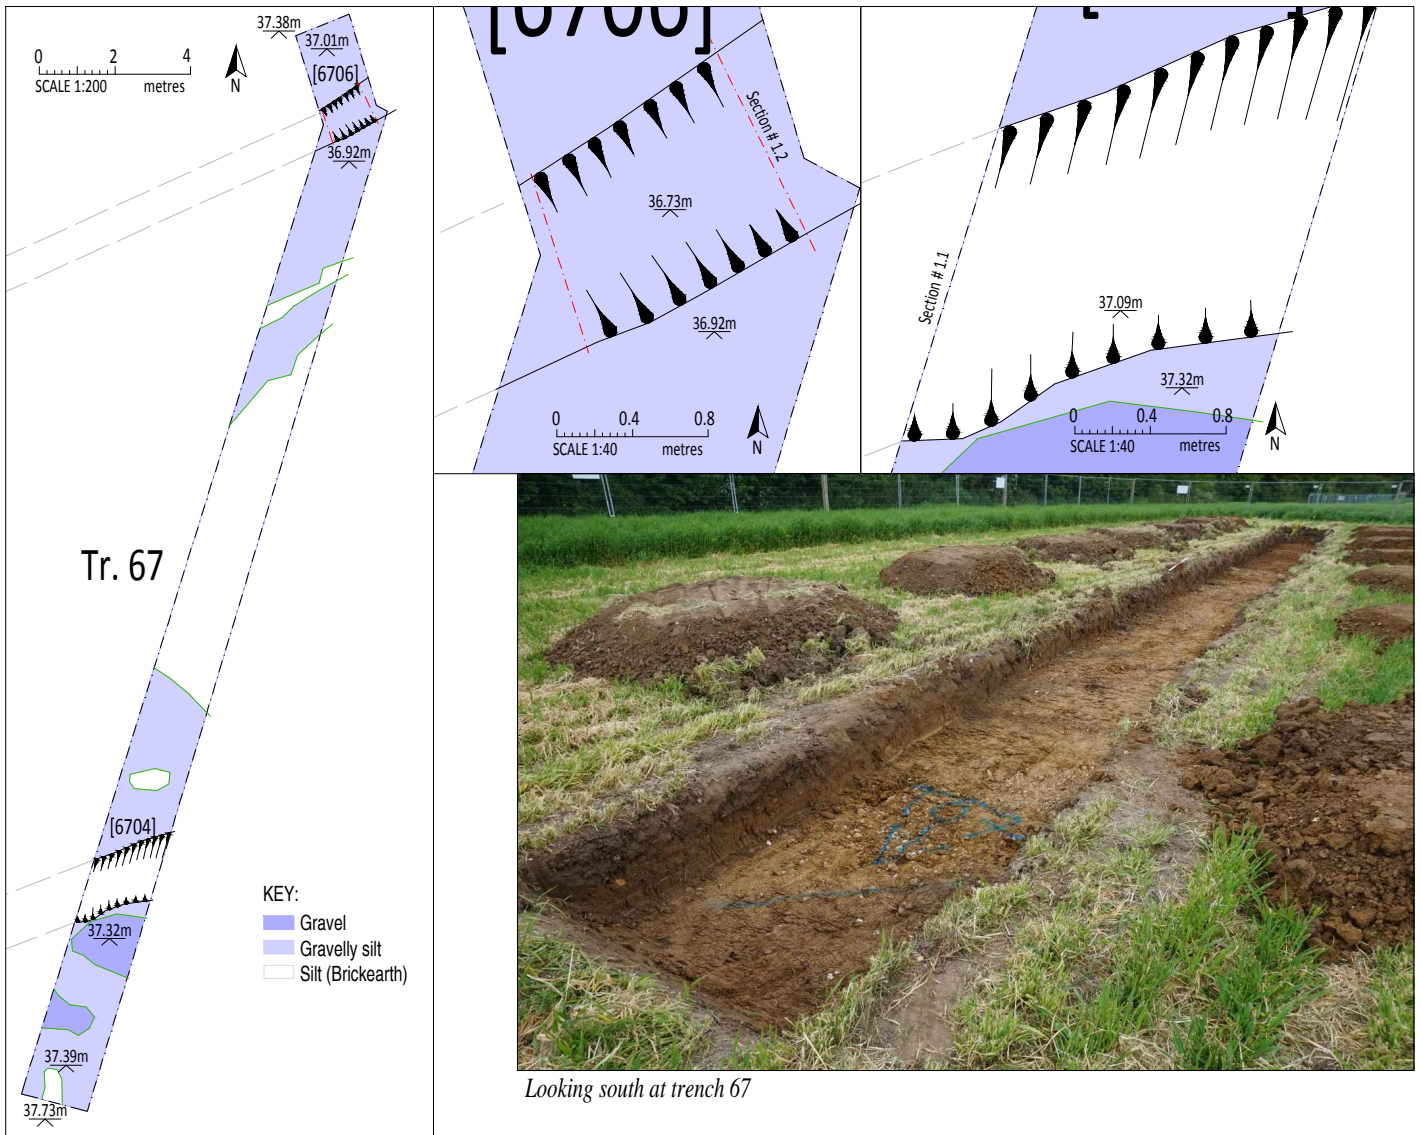 37.38m
37.01m
[6706]
0 2 4
SCALE 1:200 metres
N
36.92m
Tr. 67
[6704]
37.32m
37.39m
37.73m
KEY:
Gravel
Gravelly silt
Silt (Brickearth)
[6706]
Section # 1.2
36.73m
36.92m
0 0.4 0.8
SCALE 1:40 metres
N
Section # 1.1
37.09m
37.32m
0 0.4 0.8
SCALE 1:40 metres
N
Looking south at trench 67